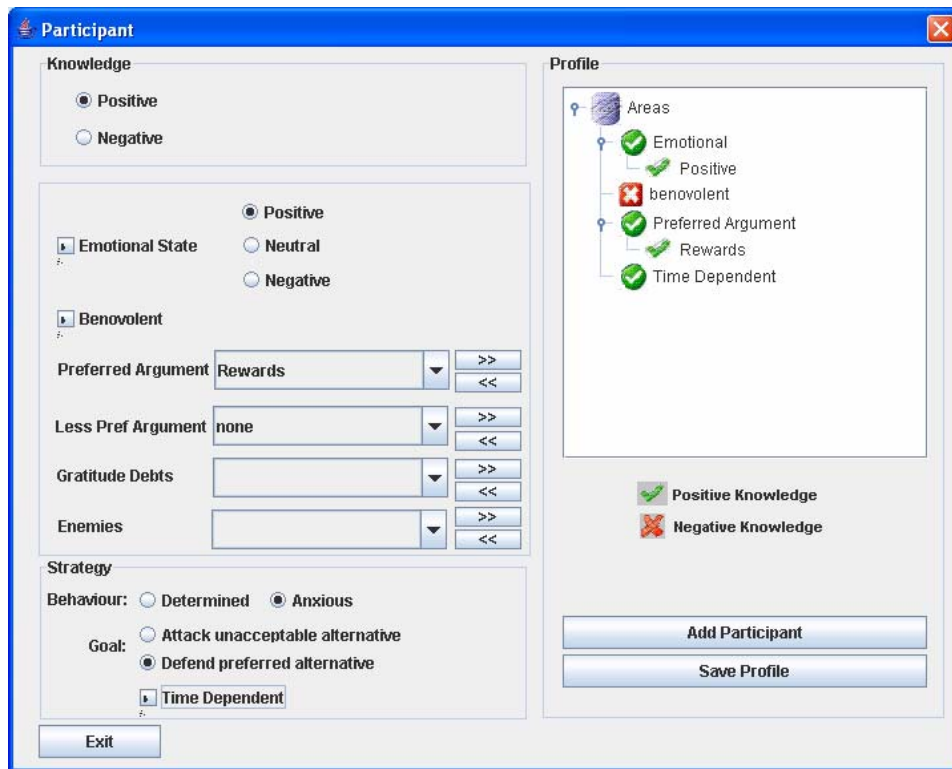 Participant
Knowledge
Positive
Negative
Positive
Emotional State
Neutral
Negative
Benovolent
Preferred Argument Rewards >>
<<
Less Pref Argument none >>
<<
Gratitude Debts >>
<<
Enemies >>
<<
Strategy
Behaviour: Determined Anxious
Goal: Attack unacceptable alternative
Defend preferred alternative
Time Dependent
Exit
Profile
Areas
Emotional
Positive
benovolent
Preferred Argument
Rewards
Time Dependent
Positive Knowledge
Negative Knowledge
Add Participant
Save Profile